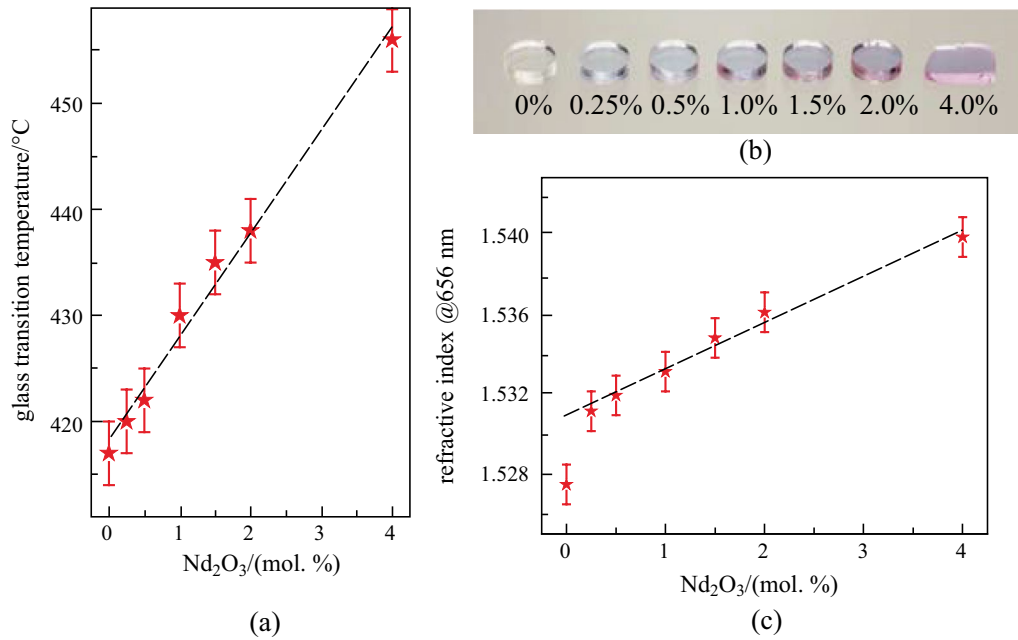 glass transition temperature/°C
450
440
430
420
0 1 2 3 4
Nd₂O₃/(mol. %)
(a)
0% 0.25% 0.5% 1.0% 1.5% 2.0% 4.0%
(b)
refractive index @656 nm
1.540
1.536
1.532
1.528
0 1 2 4
Nd₂O₃/(mol. %)
(c)